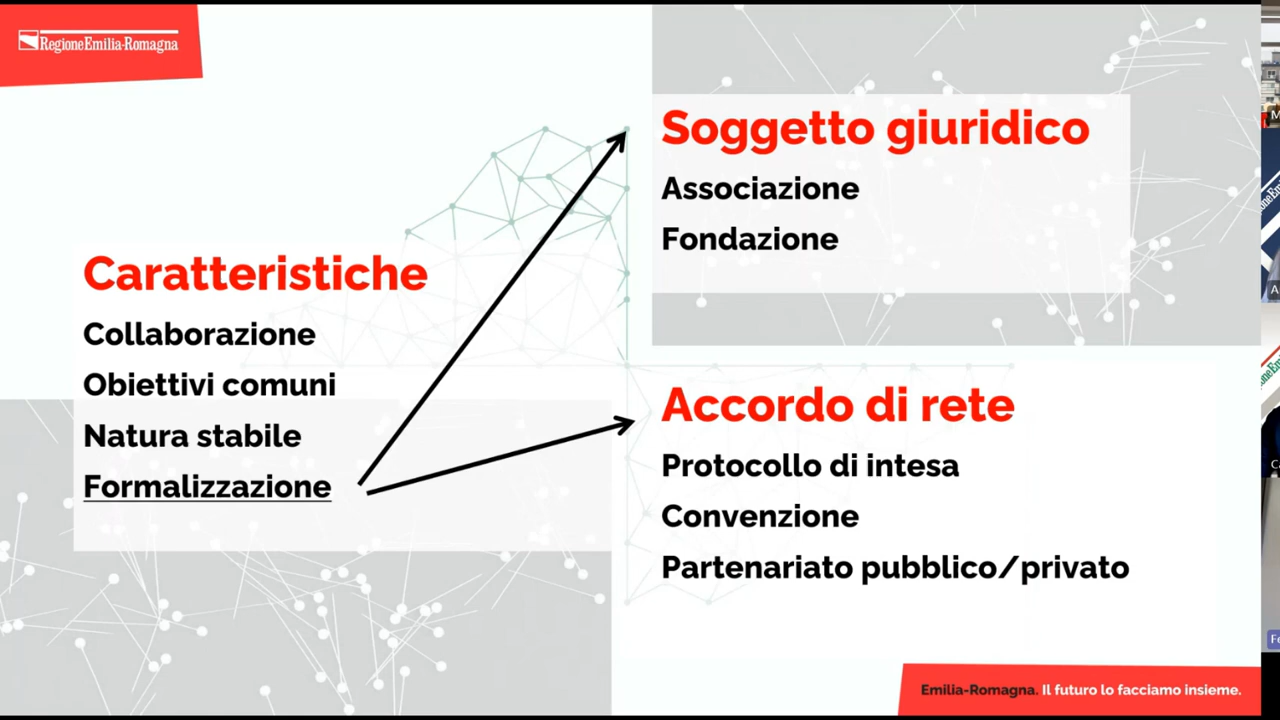 RegioneEmilia-Romagna
Caratteristiche
Collaborazione
Obiettivi comuni
Natura stabile
Formalizzazione
Soggetto giuridico
Associazione
Fondazione
Accordo di rete
Protocollo di intesa
Convenzione
Partenariato pubblico/privato
Emilia-Romagna. Il futuro lo facciamo insieme.